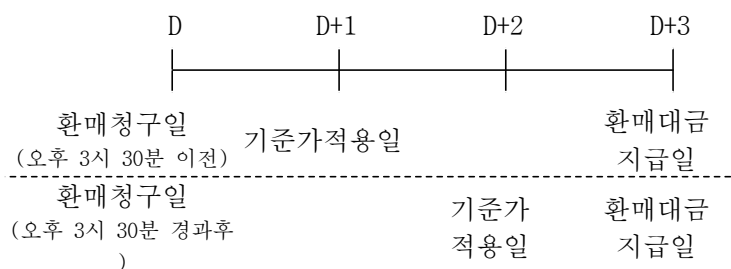 D D+1 D+2 D+3
환매청구일
(오후 3시 30분 이전)
기준가적용일
환매대금
지급일
환매청구일
(오후 3시 30분 경과후
)
기준가
적용일
환매대금
지급일